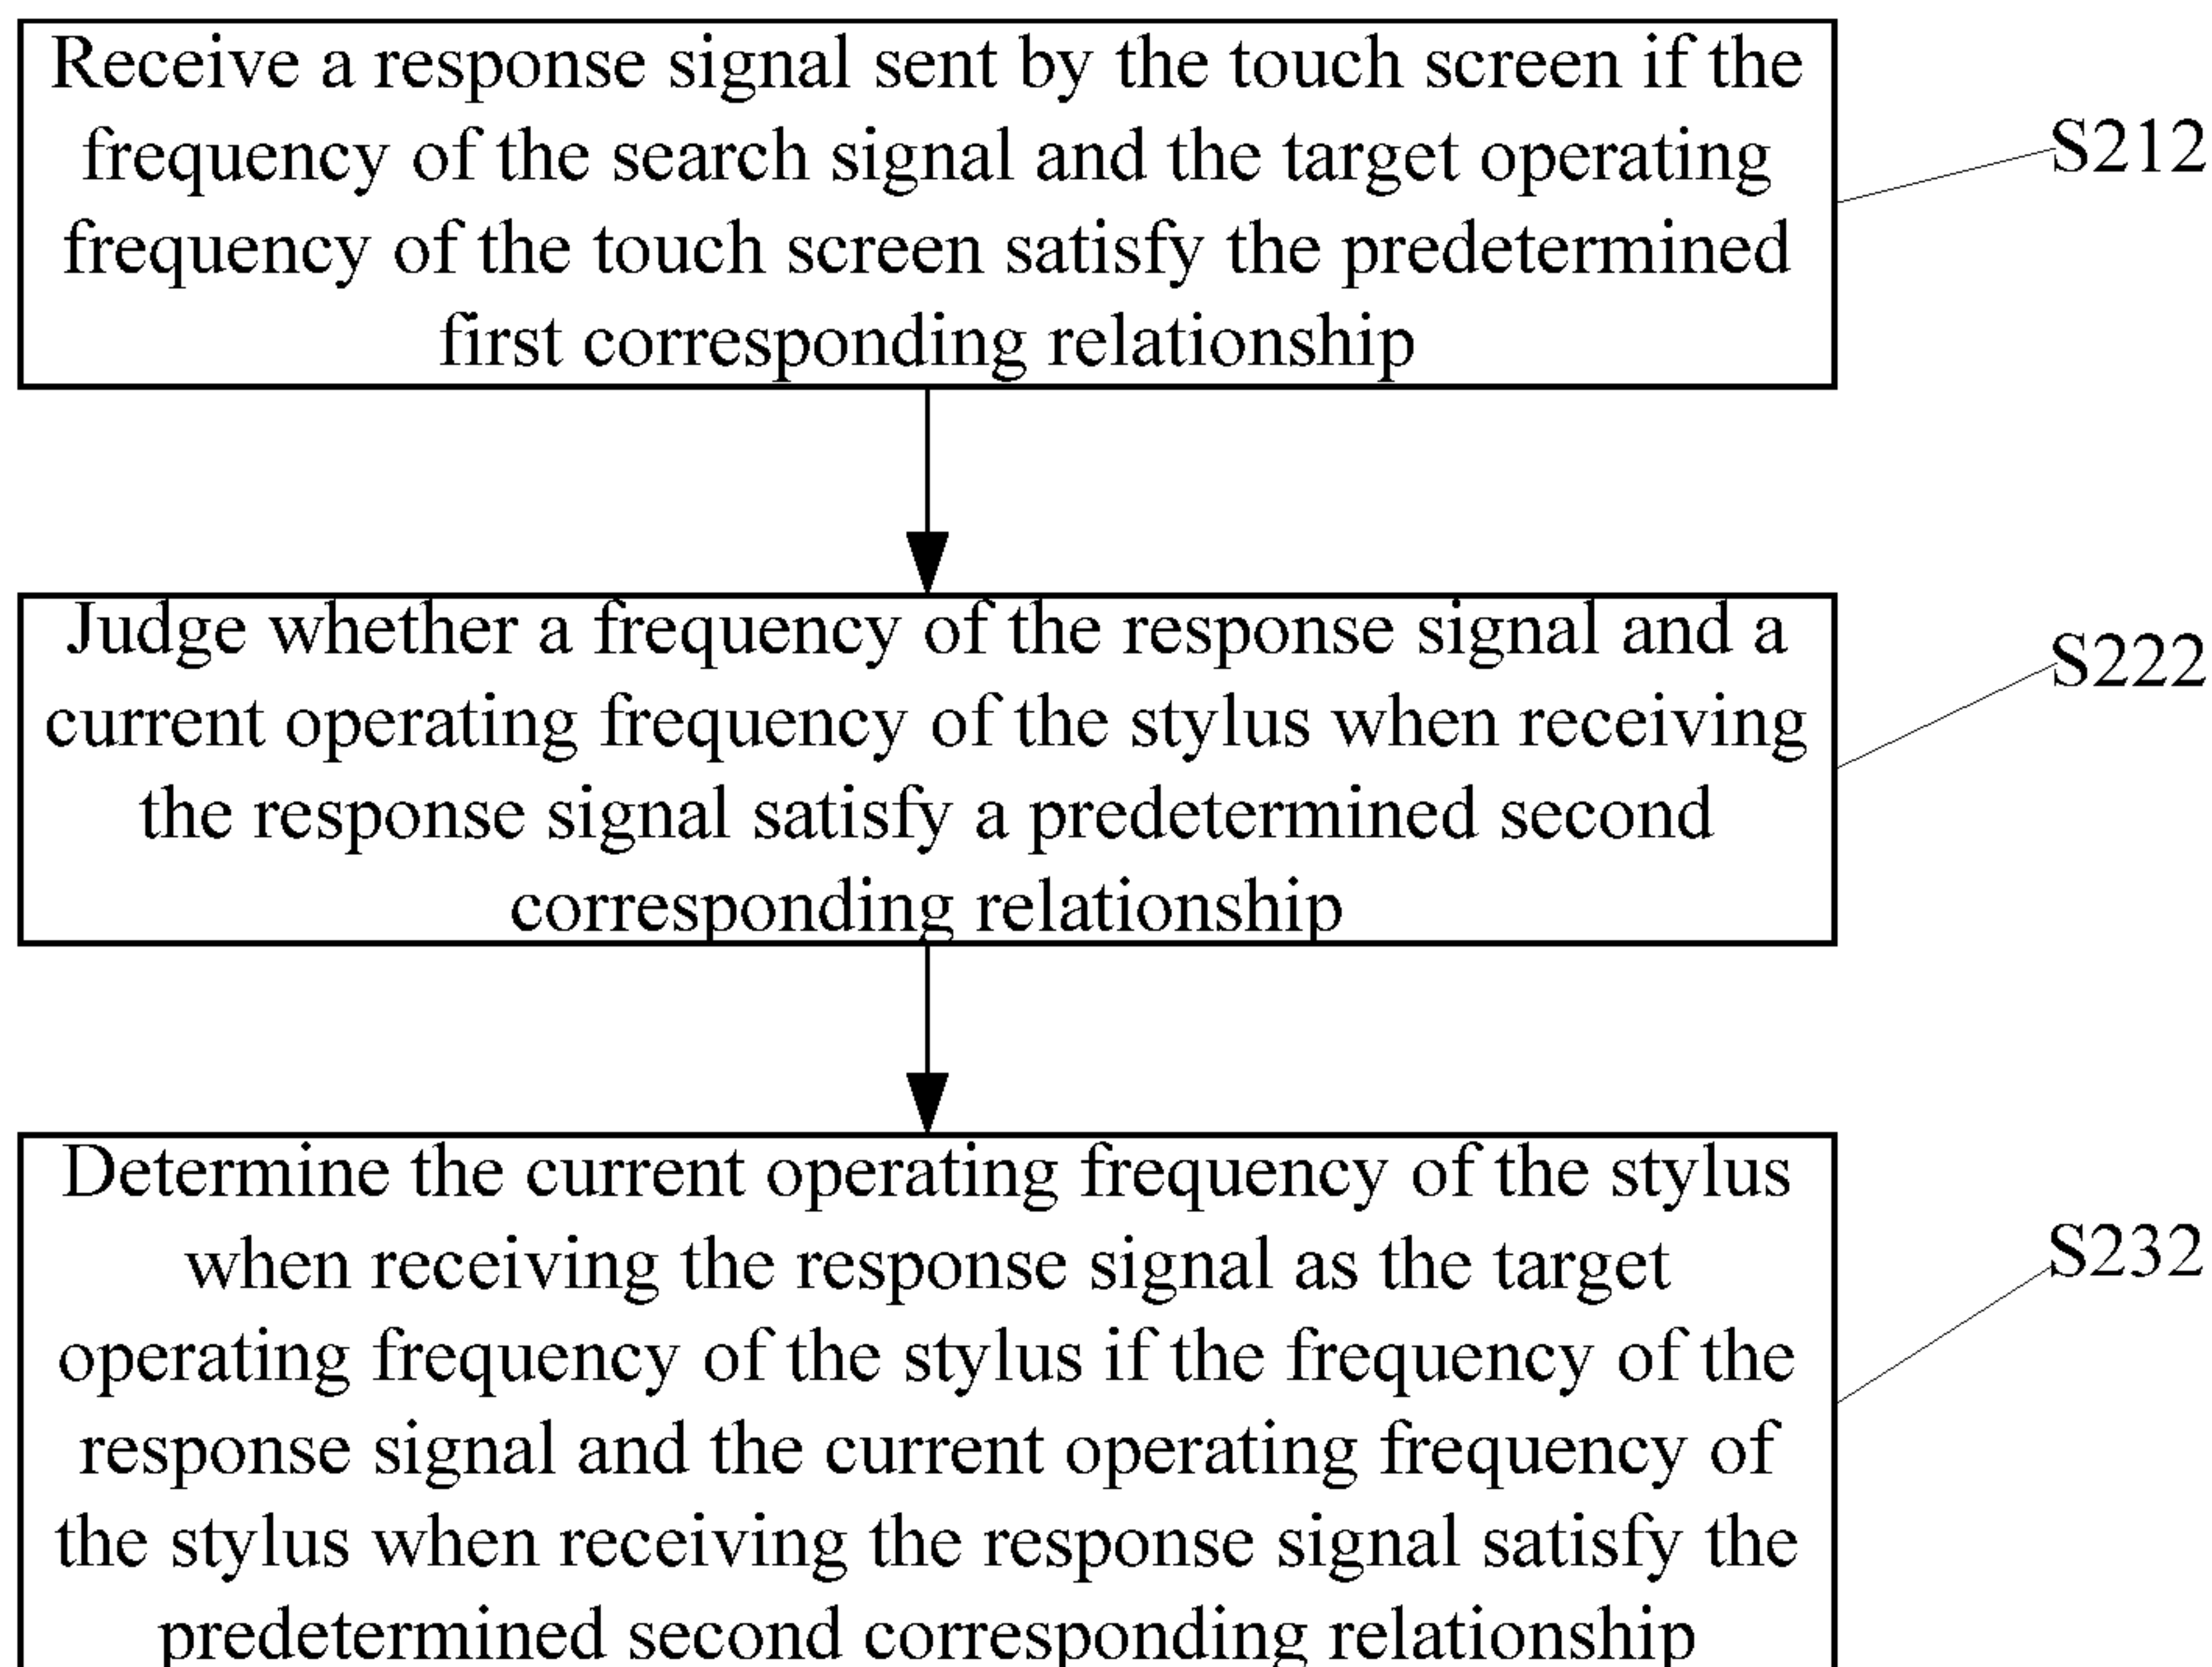 Receive a response signal sent by the touch screen if the
frequency of the search signal and the target operating
frequency of the touch screen satisfy the predetermined
first corresponding relationship
S212
Judge whether a frequency of the response signal and a
current operating frequency of the stylus when receiving
the response signal satisfy a predetermined second
corresponding relationship
S222
Determine the current operating frequency of the stylus
when receiving the response signal as the target
operating frequency of the stylus if the frequency of the
response signal and the current operating frequency of
the stylus when receiving the response signal satisfy the
predetermined second corresponding relationship
S232